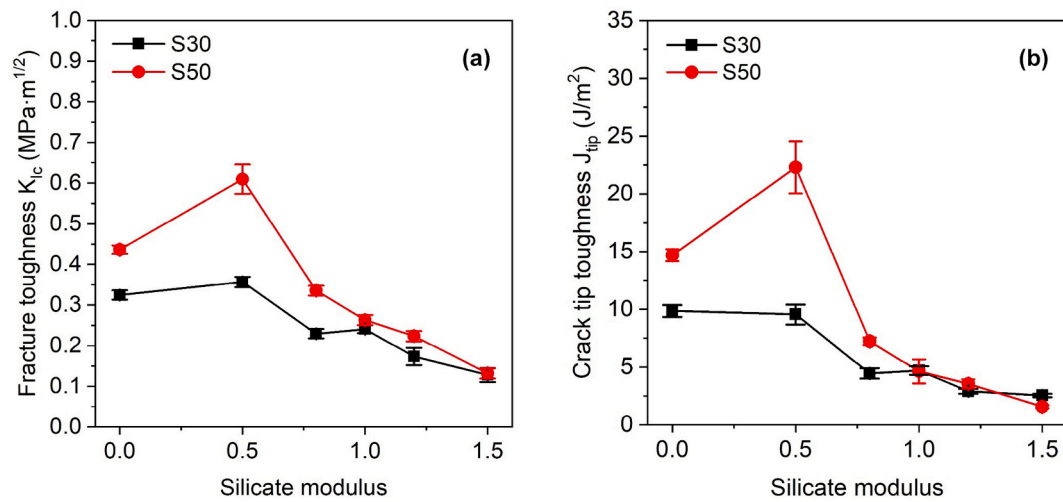 S30
S50
(a)
Fracture toughness K_Ic (MPa·m^1/2)
1.0
0.9
0.8
0.7
0.6
0.5
0.4
0.3
0.2
0.1
0.0
0.0 0.5 1.0 1.5
Silicate modulus
S30
S50
(b)
Crack tip toughness J_tip (J/m²)
35
30
25
20
15
10
5
0
0.0 0.5 1.0 1.5
Silicate modulus